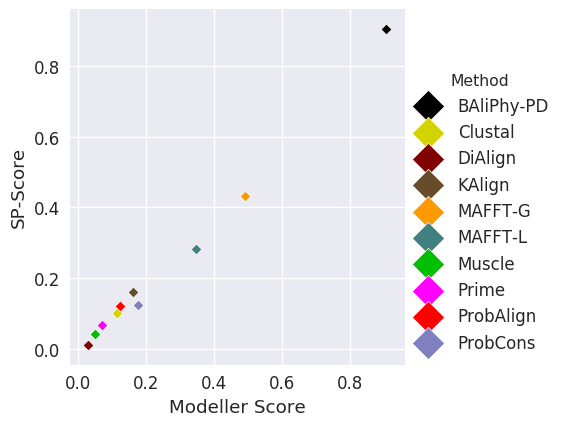 SP-Score
0.8
0.6
0.4
0.2
0.0
0.0 0.2 0.4 0.6 0.8
Modeller Score
Method
BAliPhy-PD
Clustal
DiAlign
KAlign
MAFFT-G
MAFFT-L
Muscle
Prime
ProbAlign
ProbCons